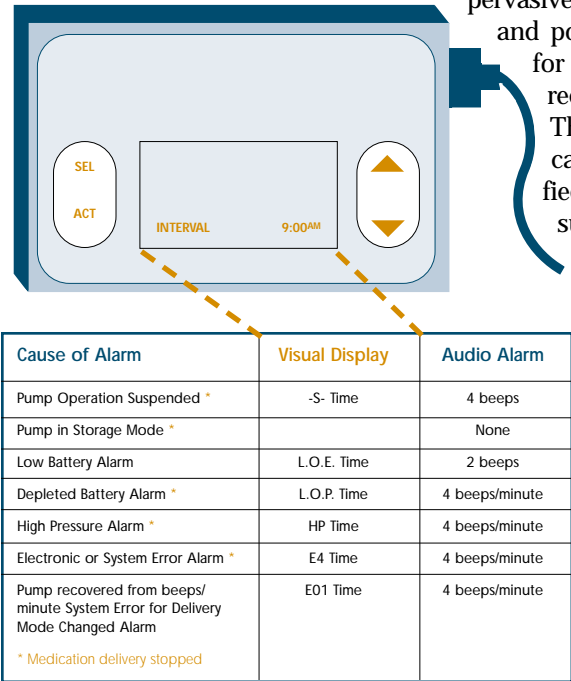 pervasive
and po
for
rec
Th
ca
fied
su
SEL
ACT
INTERVAL 9:00AM
Cause of Alarm Visual Display Audio Alarm
Pump Operation Suspended * -S- Time 4 beeps
Pump in Storage Mode * None
Low Battery Alarm L.O.E. Time 2 beeps
Depleted Battery Alarm * L.O.P. Time 4 beeps/minute
High Pressure Alarm * HP Time 4 beeps/minute
Electronic or System Error Alarm * E4 Time 4 beeps/minute
Pump recovered from beeps/ E01 Time 4 beeps/minute
minute System Error for Delivery
Mode Changed Alarm
* Medication delivery stopped